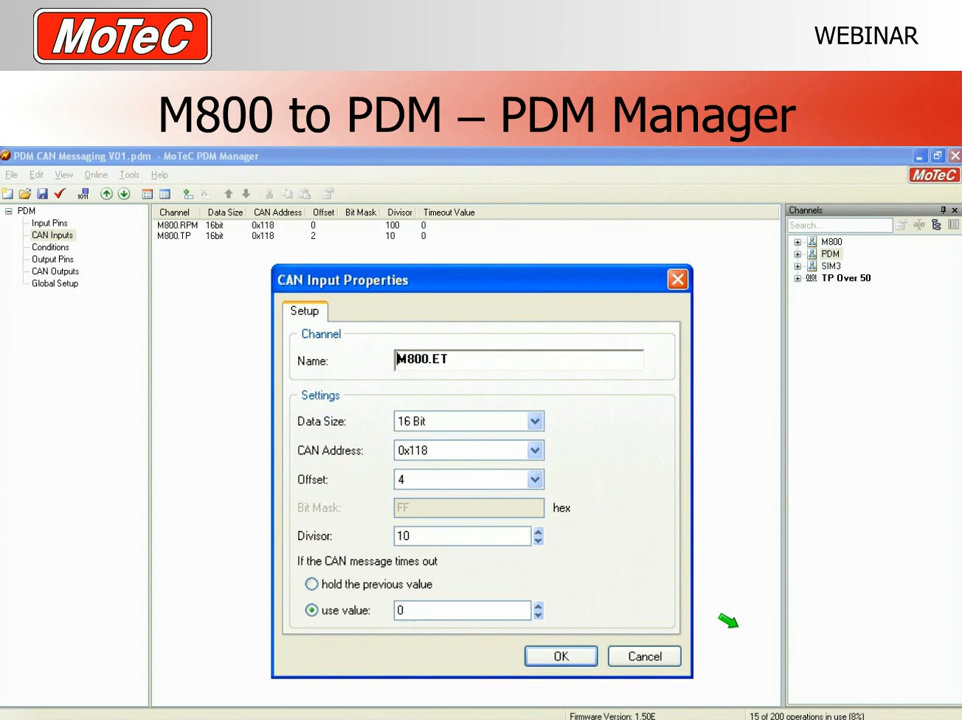 MoTeC
WEBINAR
M800 to PDM – PDM Manager
PDM CAN Messaging V01.pdm - MoTeC PDM Manager
File Edit View Online Tools Help
MoTeC
PDM
Input Pins
CAN Inputs
Conditions
Output Pins
CAN Outputs
Global Setup
Channel Data Size CAN Address Offset Bit Mask Divisor Timeout Value
M800.RPM 16bit 0x118 0 100 0
M800.TP 16bit 0x118 2 10 0
Channels
Search...
M800
PDM
SIM3
TP Over 50
CAN Input Properties
Setup
Channel
Name: M800.ET
Settings
Data Size: 16 Bit
CAN Address: 0x118
Offset: 4
Bit Mask: FF hex
Divisor: 10
If the CAN message times out
hold the previous value
use value: 0
OK Cancel
Firmware Version: 1.50E 15 of 200 operations in use (8%)